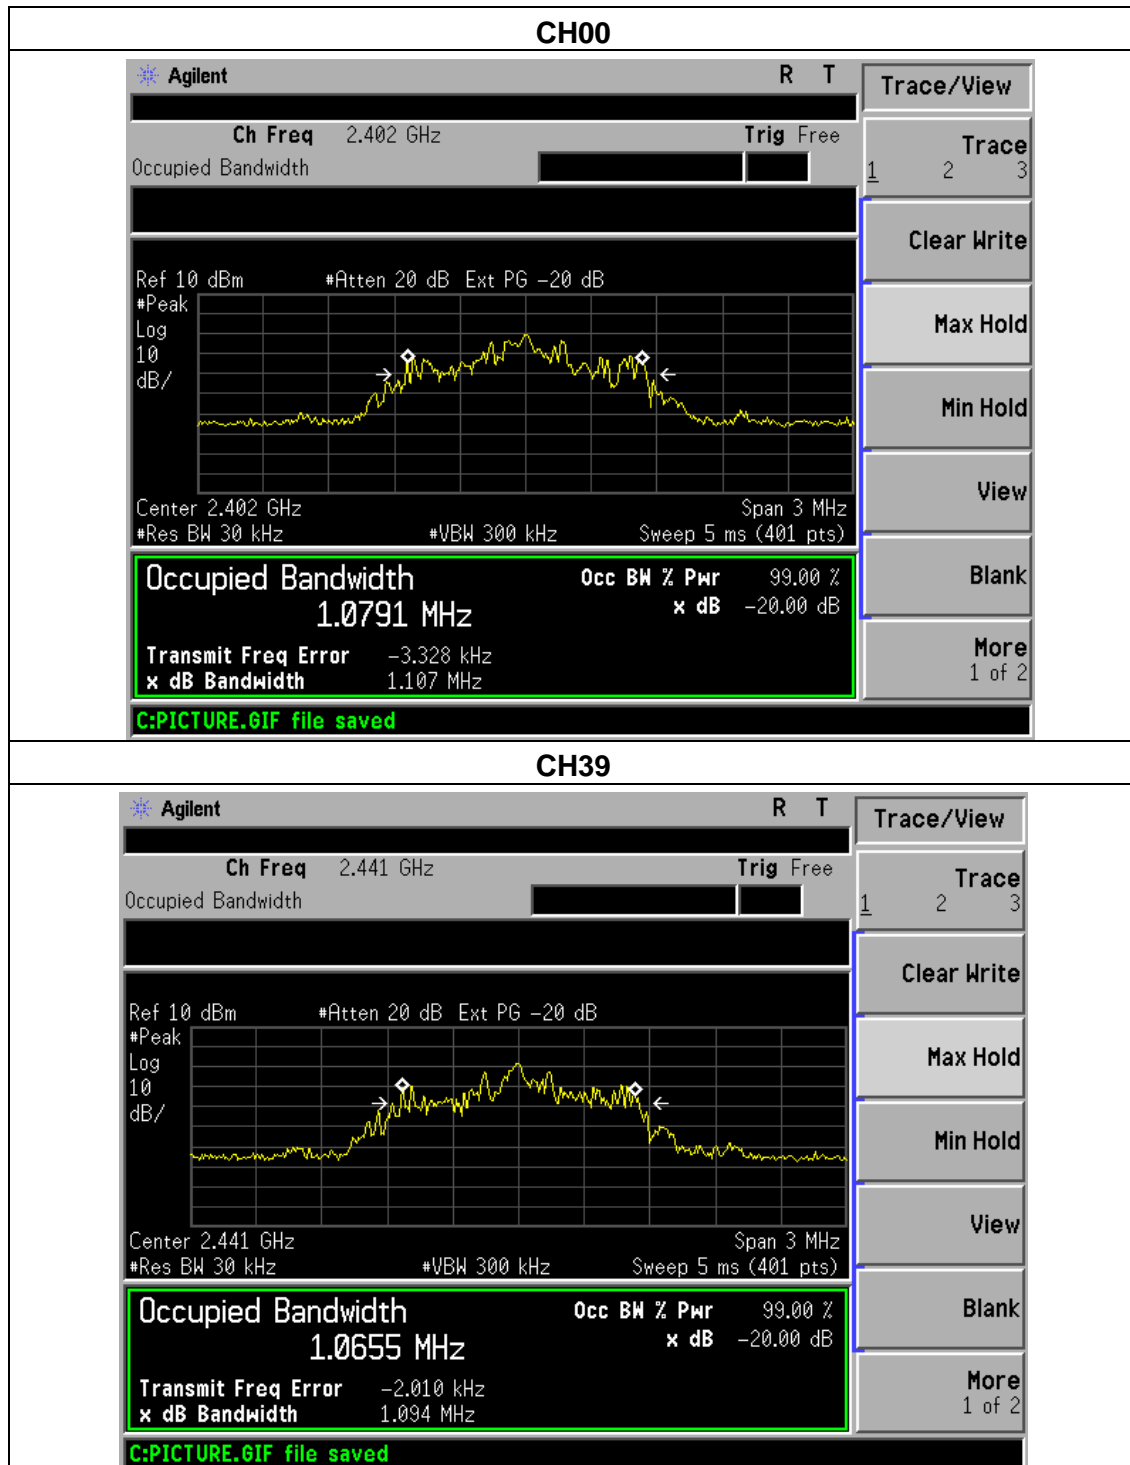 CH00
Agilent R T Trace/View
Ch Freq 2.402 GHz Trig Free
Occupied Bandwidth
Trace
1 2 3
Clear Write
Ref 10 dBm #Atten 20 dB Ext PG -20 dB
#Peak
Log
10
dB/
Max Hold
Min Hold
View
Center 2.402 GHz Span 3 MHz
#Res BW 30 kHz #VBW 300 kHz Sweep 5 ms (401 pts)
Occupied Bandwidth Occ BW % Pwr 99.00 %
1.0791 MHz x dB -20.00 dB
Blank
Transmit Freq Error -3.328 kHz
x dB Bandwidth 1.107 MHz
More
1 of 2
C:PICTURE.GIF file saved
CH39
Agilent R T Trace/View
Ch Freq 2.441 GHz Trig Free
Occupied Bandwidth
Trace
1 2 3
Clear Write
Ref 10 dBm #Atten 20 dB Ext PG -20 dB
#Peak
Log
10
dB/
Max Hold
Min Hold
View
Center 2.441 GHz Span 3 MHz
#Res BW 30 kHz #VBW 300 kHz Sweep 5 ms (401 pts)
Occupied Bandwidth Occ BW % Pwr 99.00 %
1.0655 MHz x dB -20.00 dB
Blank
Transmit Freq Error -2.010 kHz
x dB Bandwidth 1.094 MHz
More
1 of 2
C:PICTURE.GIF file saved